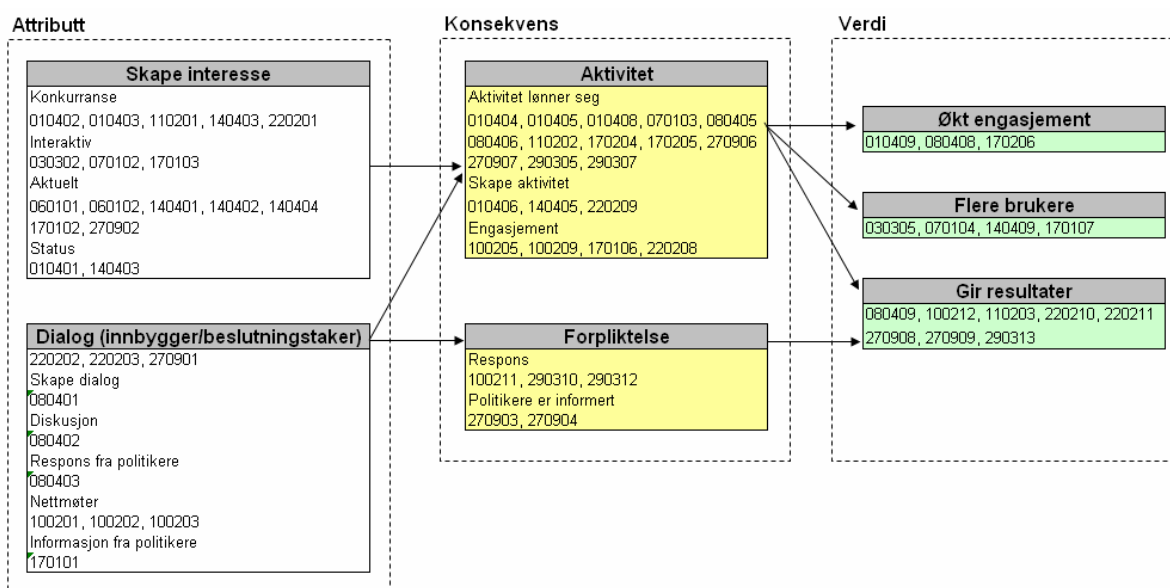 Attributt
Skape interesse
Konkurranse
010402, 010403, 110201, 140403, 220201
Interaktiv
030302, 070102, 170103
Aktuelt
060101, 060102, 140401, 140402, 140404
170102, 270902
Status
010401, 140403
Dialog (innbygger/beslutningstaker)
220202, 220203, 270901
Skape dialog
080401
Diskusjon
080402
Respons fra politikere
080403
Nettmøter
100201, 100202, 100203
Informasjon fra politikere
170101
Konsekvens
Aktivitet
Aktivitet lønner seg
010404, 010405, 010408, 070103, 080405
080406, 110202, 170204, 170205, 270906
270907, 290305, 290307
Skape aktivitet
010406, 140405, 220209
Engasjement
100205, 100209, 170106, 220208
Forpliktelse
Respons
100211, 290310, 290312
Politikere er informert
270903, 270904
Verdi
Økt engasjement
010409, 080408, 170206
Flere brukere
030305, 070104, 140409, 170107
Gir resultater
080409, 100212, 110203, 220210, 220211
270908, 270909, 290313